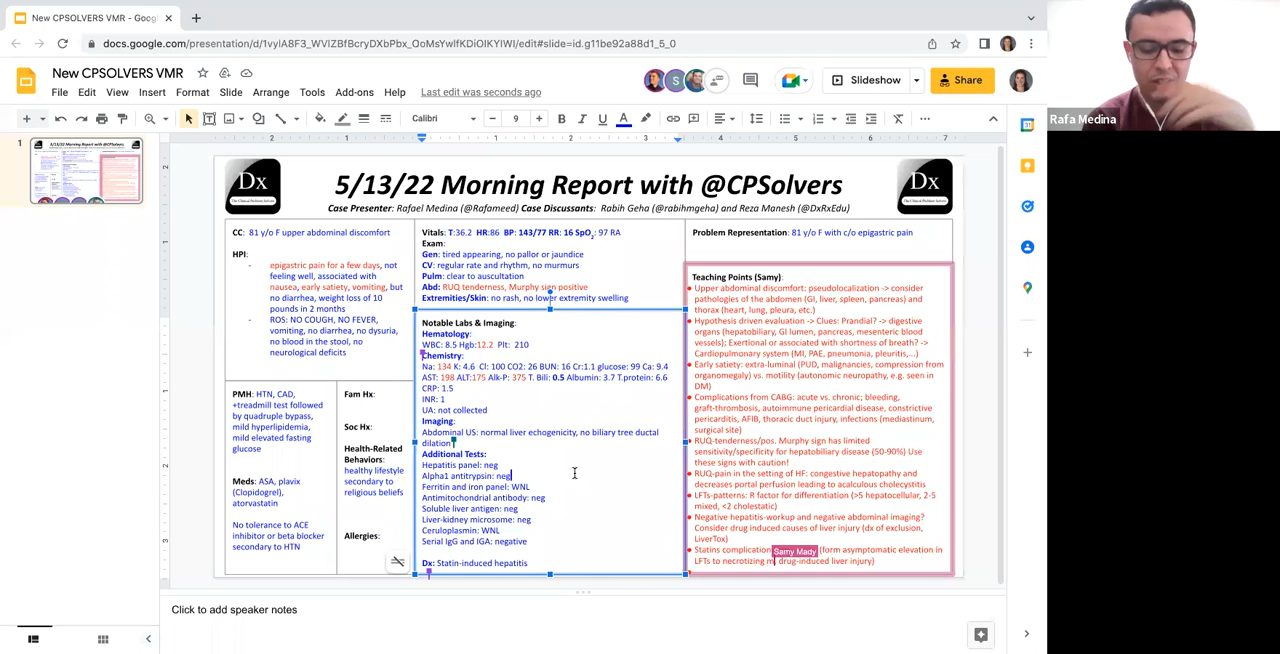 New CPSOLVERS VMR - Goog
docs.google.com/presentation/d/1vylA8F3_WVIZBfBcryDXbPbx_OoMsYwlfKDiOIKYlWI/edit#slide=id.g11be92a88d1_5_0
New CPSOLVERS VMR
File Edit View Insert Format Slide Arrange Tools Add-ons Help Last edit was seconds ago
Slideshow
Share
Calibri
9
Rafa Medina
1
Dx
The Clinical Problem Solvers
5/13/22 Morning Report with @CPSolvers
Case Presenter: Rafael Medina (@Rafameed) Case Discussants: Rabih Geha (@rabihmgeha) and Reza Manesh (@DxRxEdu)
Dx
The Clinical Problem Solvers
CC: 81 y/o F upper abdominal discomfort
HPI:
- epigastric pain for a few days, not
feeling well, associated with
nausea, early satiety, vomiting, but
no diarrhea, weight loss of 10
pounds in 2 months
- ROS: NO COUGH, NO FEVER,
vomiting, no diarrhea, no dysuria,
no blood in the stool, no
neurological deficits
PMH: HTN, CAD,
+treadmill test followed
by quadruple bypass,
mild hyperlipidemia,
mild elevated fasting
glucose
Meds: ASA, plavix
(Clopidogrel),
atorvastatin
No tolerance to ACE
inhibitor or beta blocker
secondary to HTN
Fam Hx:
Soc Hx:
Health-Related
Behaviors:
healthy lifestyle
secondary to
religious beliefs
Allergies:
Vitals: T:36.2 HR:86 BP: 143/77 RR: 16 SpO2: 97 RA
Exam:
Gen: tired appearing, no pallor or jaundice
CV: regular rate and rhythm, no murmurs
Pulm: clear to auscultation
Abd: RUQ tenderness, Murphy sign positive
Extremities/Skin: no rash, no lower extremity swelling
Notable Labs & Imaging:
Hematology:
WBC: 8.5 Hgb:12.2 Plt: 210
Chemistry:
Na: 134 K: 4.6 Cl: 100 CO2: 26 BUN: 16 Cr:1.1 glucose: 99 Ca: 9.4
AST: 198 ALT:175 Alk-P: 375 T. Bili: 0.5 Albumin: 3.7 T.protein: 6.6
CRP: 1.5
INR: 1
UA: not collected
Imaging:
Abdominal US: normal liver echogenicity, no biliary tree ductal
dilation
Additional Tests:
Hepatitis panel: neg
Alpha1 antitrypsin: neg
Ferritin and iron panel: WNL
Antimitochondrial antibody: neg
Soluble liver antigen: neg
Liver-kidney microsome: neg
Ceruloplasmin: WNL
Serial IgG and IGA: negative
Dx: Statin-induced hepatitis
Problem Representation: 81 y/o F with c/o epigastric pain
Teaching Points (Samy):
Upper abdominal discomfort: pseudolocalization -> consider
pathologies of the abdomen (GI, liver, spleen, pancreas) and
thorax (heart, lung, pleura, etc.)
Hypothesis driven evaluation -> Clues: Prandial? -> digestive
organs (hepatobiliary, GI lumen, pancreas, mesenteric blood
vessels); Exertional or associated with shortness of breath? ->
Cardiopulmonary system (MI, PAE, pneumonia, pleuritis,...)
Early satiety: extra-luminal (PUD, malignancies, compression from
organomegaly) vs. motility (autonomic neuropathy, e.g. seen in
DM)
Complications from CABG: acute vs. chronic; bleeding,
graft-thrombosis, autoimmune pericardial disease, constrictive
pericarditis, AFIB, thoracic duct injury, infections (mediastinum,
surgical site)
RUQ-tenderness/pos. Murphy sign has limited
sensitivity/specificity for hepatobiliary disease (50-90%) Use
these signs with caution!
RUQ-pain in the setting of HF: congestive hepatopathy and
decreases portal perfusion leading to acalculous cholecystitis
LFTs-patterns: R factor for differentiation (>5 hepatocellular, 2-5
mixed, <2 cholestatic)
Negative hepatitis-workup and negative abdominal imaging?
Consider drug induced causes of liver injury (dx of exclusion,
LiverTox)
Statins complication Samy Mady (form asymptomatic elevation in
LFTs to necrotizing m, drug-induced liver injury)
Click to add speaker notes